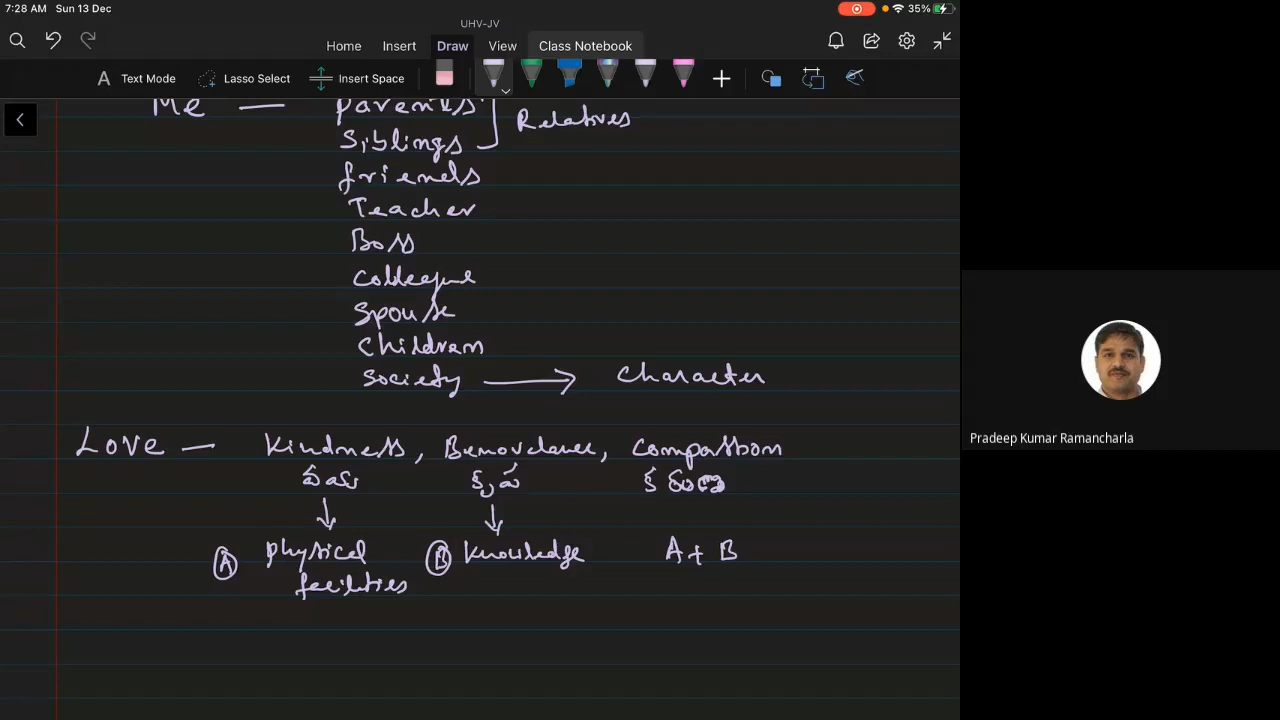 7:28 AM Sun 13 Dec
35%
UHV-JV
Home Insert Draw View Class Notebook
Text Mode Lasso Select Insert Space
Me — parents
Relatives
Siblings
friends
Teacher
Boss
Colleague
Spouse
Children
Society → Character
Love — Kindness, Benovelance, Compassion
దయ కృప కరుణ
(A) physical (B) Knowledge A + B
facilities
Pradeep Kumar Ramancharla